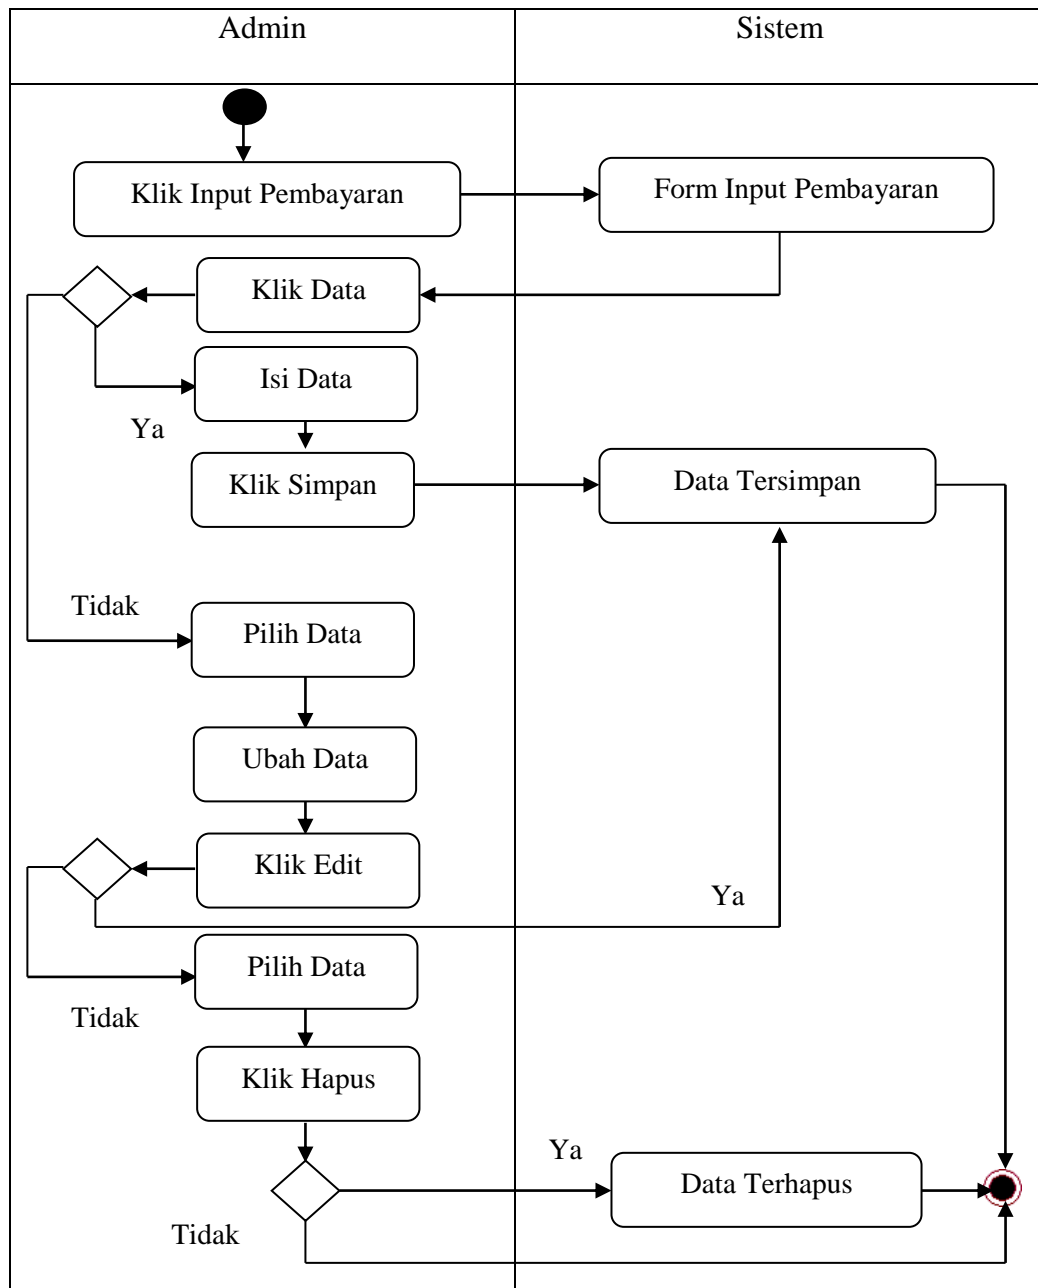 Admin
Sistem
Klik Input Pembayaran
Form Input Pembayaran
Klik Data
Isi Data
Ya
Klik Simpan
Data Tersimpan
Tidak
Pilih Data
Ubah Data
Klik Edit
Ya
Pilih Data
Tidak
Klik Hapus
Ya
Data Terhapus
Tidak